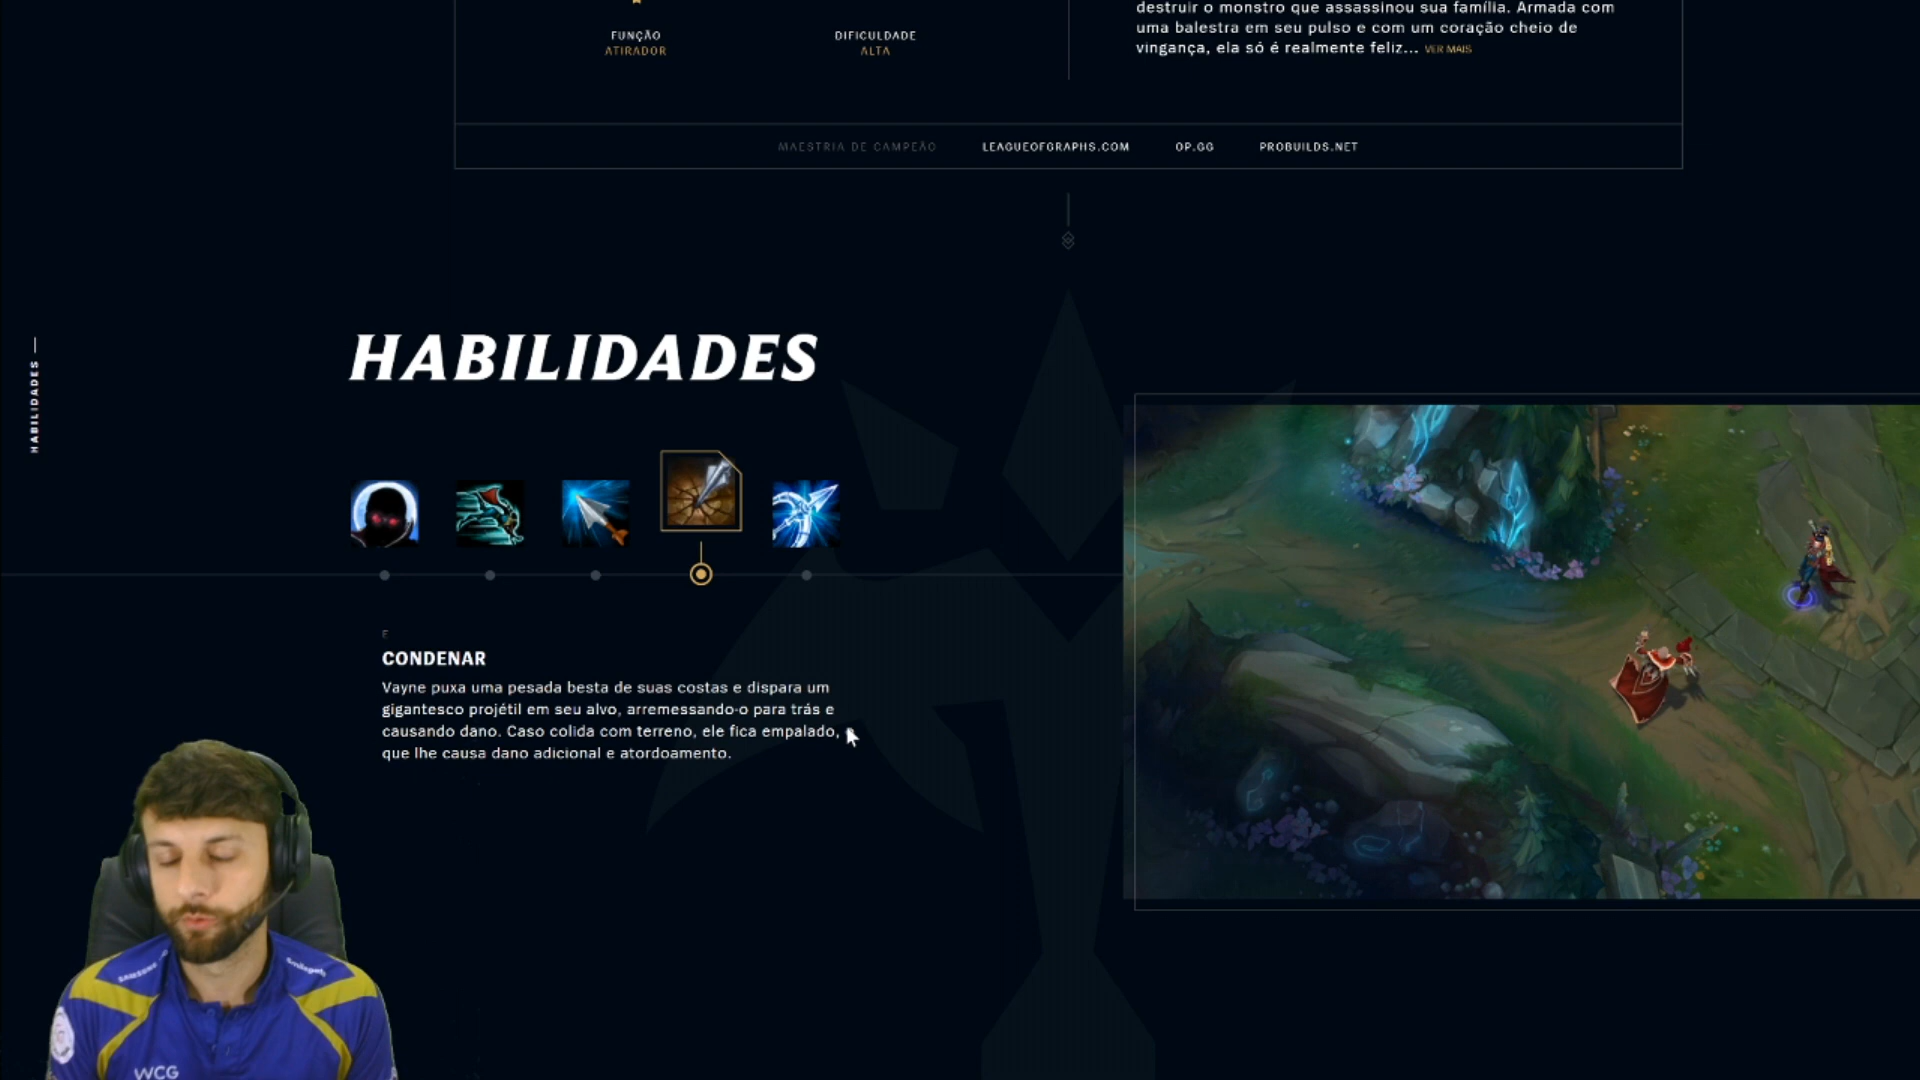 destruir o monstro que assassinou sua família. Armada com
uma balestra em seu pulso e com um coração cheio de
vingança, ela só é realmente feliz... VER MAIS
FUNÇÃO
ATIRADOR
DIFICULDADE
ALTA
MAESTRIA DE CAMPEÃO
LEAGUEOFGRAPHS.COM
OP.GG
PROBUILDS.NET
HABILIDADES
HABILIDADES
E
CONDENAR
Vayne puxa uma pesada besta de suas costas e dispara um
gigantesco projétil em seu alvo, arremessando-o para trás e
causando dano. Caso colida com terreno, ele fica empalado,
que lhe causa dano adicional e atordoamento.
SAMSUNG
WCG